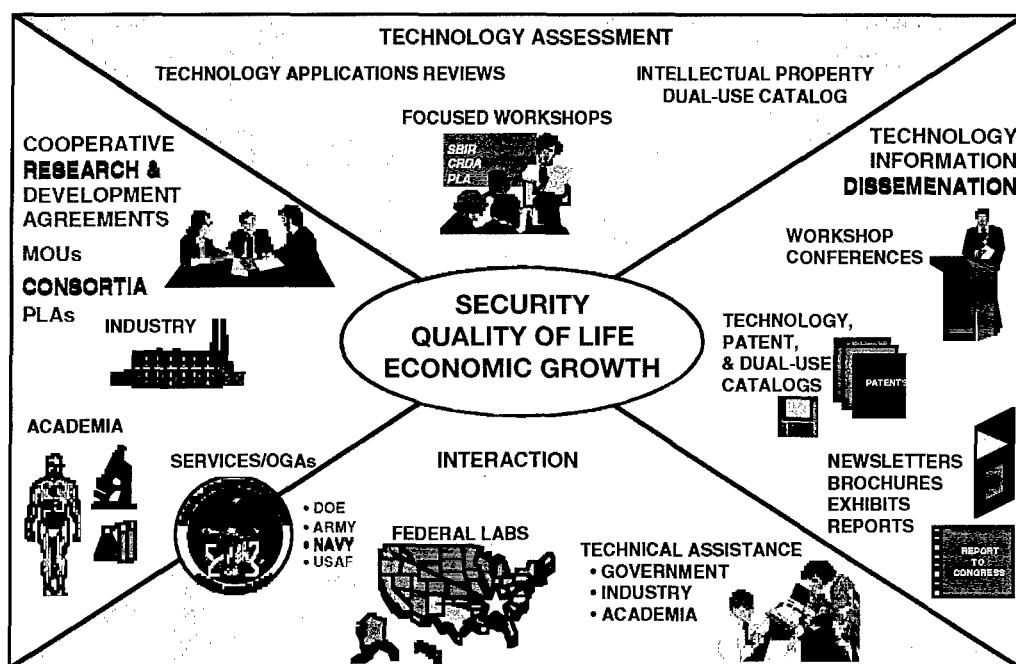 TECHNOLOGY ASSESSMENT
TECHNOLOGY APPLICATIONS REVIEWS
INTELLECTUAL PROPERTY
DUAL-USE CATALOG
FOCUSED WORKSHOPS
SBIR
CRDA
PLA
COOPERATIVE
RESEARCH &
DEVELOPMENT
AGREEMENTS
MOUs
CONSORTIA
PLAs
INDUSTRY
ACADEMIA
SERVICES/OGAs
• DOE
• ARMY
• NAVY
• USAF
SECURITY
QUALITY OF LIFE
ECONOMIC GROWTH
TECHNOLOGY
INFORMATION
DISSEMENATION
WORKSHOP
CONFERENCES
TECHNOLOGY,
PATENT,
& DUAL-USE
CATALOGS
PATENTS
NEWSLETTERS
BROCHURES
EXHIBITS
REPORTS
REPORT
TO
CONGRESS
INTERACTION
FEDERAL LABS
TECHNICAL ASSISTANCE
• GOVERNMENT
• INDUSTRY
• ACADEMIA